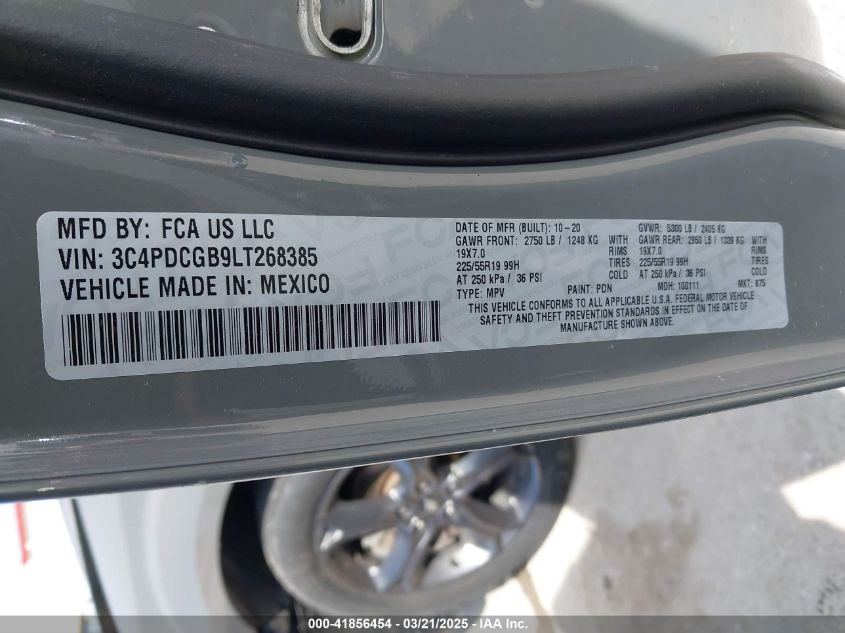 MFD BY: FCA US LLC
VIN: 3C4PDCGB9LT268385
VEHICLE MADE IN: MEXICO
DATE OF MFR (BUILT): 10-20 GVWR: 5300 LB / 2405 KG
GAWR FRONT: 2750 LB / 1248 KG WITH GAWR REAR: 2950 LB / 1339 KG WITH
19X7.0 RIMS 19X7.0 RIMS
225/55R19 99H TIRES 225/55R19 99H TIRES
AT 250 kPa / 36 PSI COLD AT 250 kPa / 36 PSI COLD
TYPE: MPV PAINT: PDN MDH: 100111 MKT: 875
THIS VEHICLE CONFORMS TO ALL APPLICABLE U.S.A. FEDERAL MOTOR VEHICLE
SAFETY AND THEFT PREVENTION STANDARDS IN EFFECT ON THE DATE OF
MANUFACTURE SHOWN ABOVE.
000-41856454 / 03/21/2025 - IAA Inc.